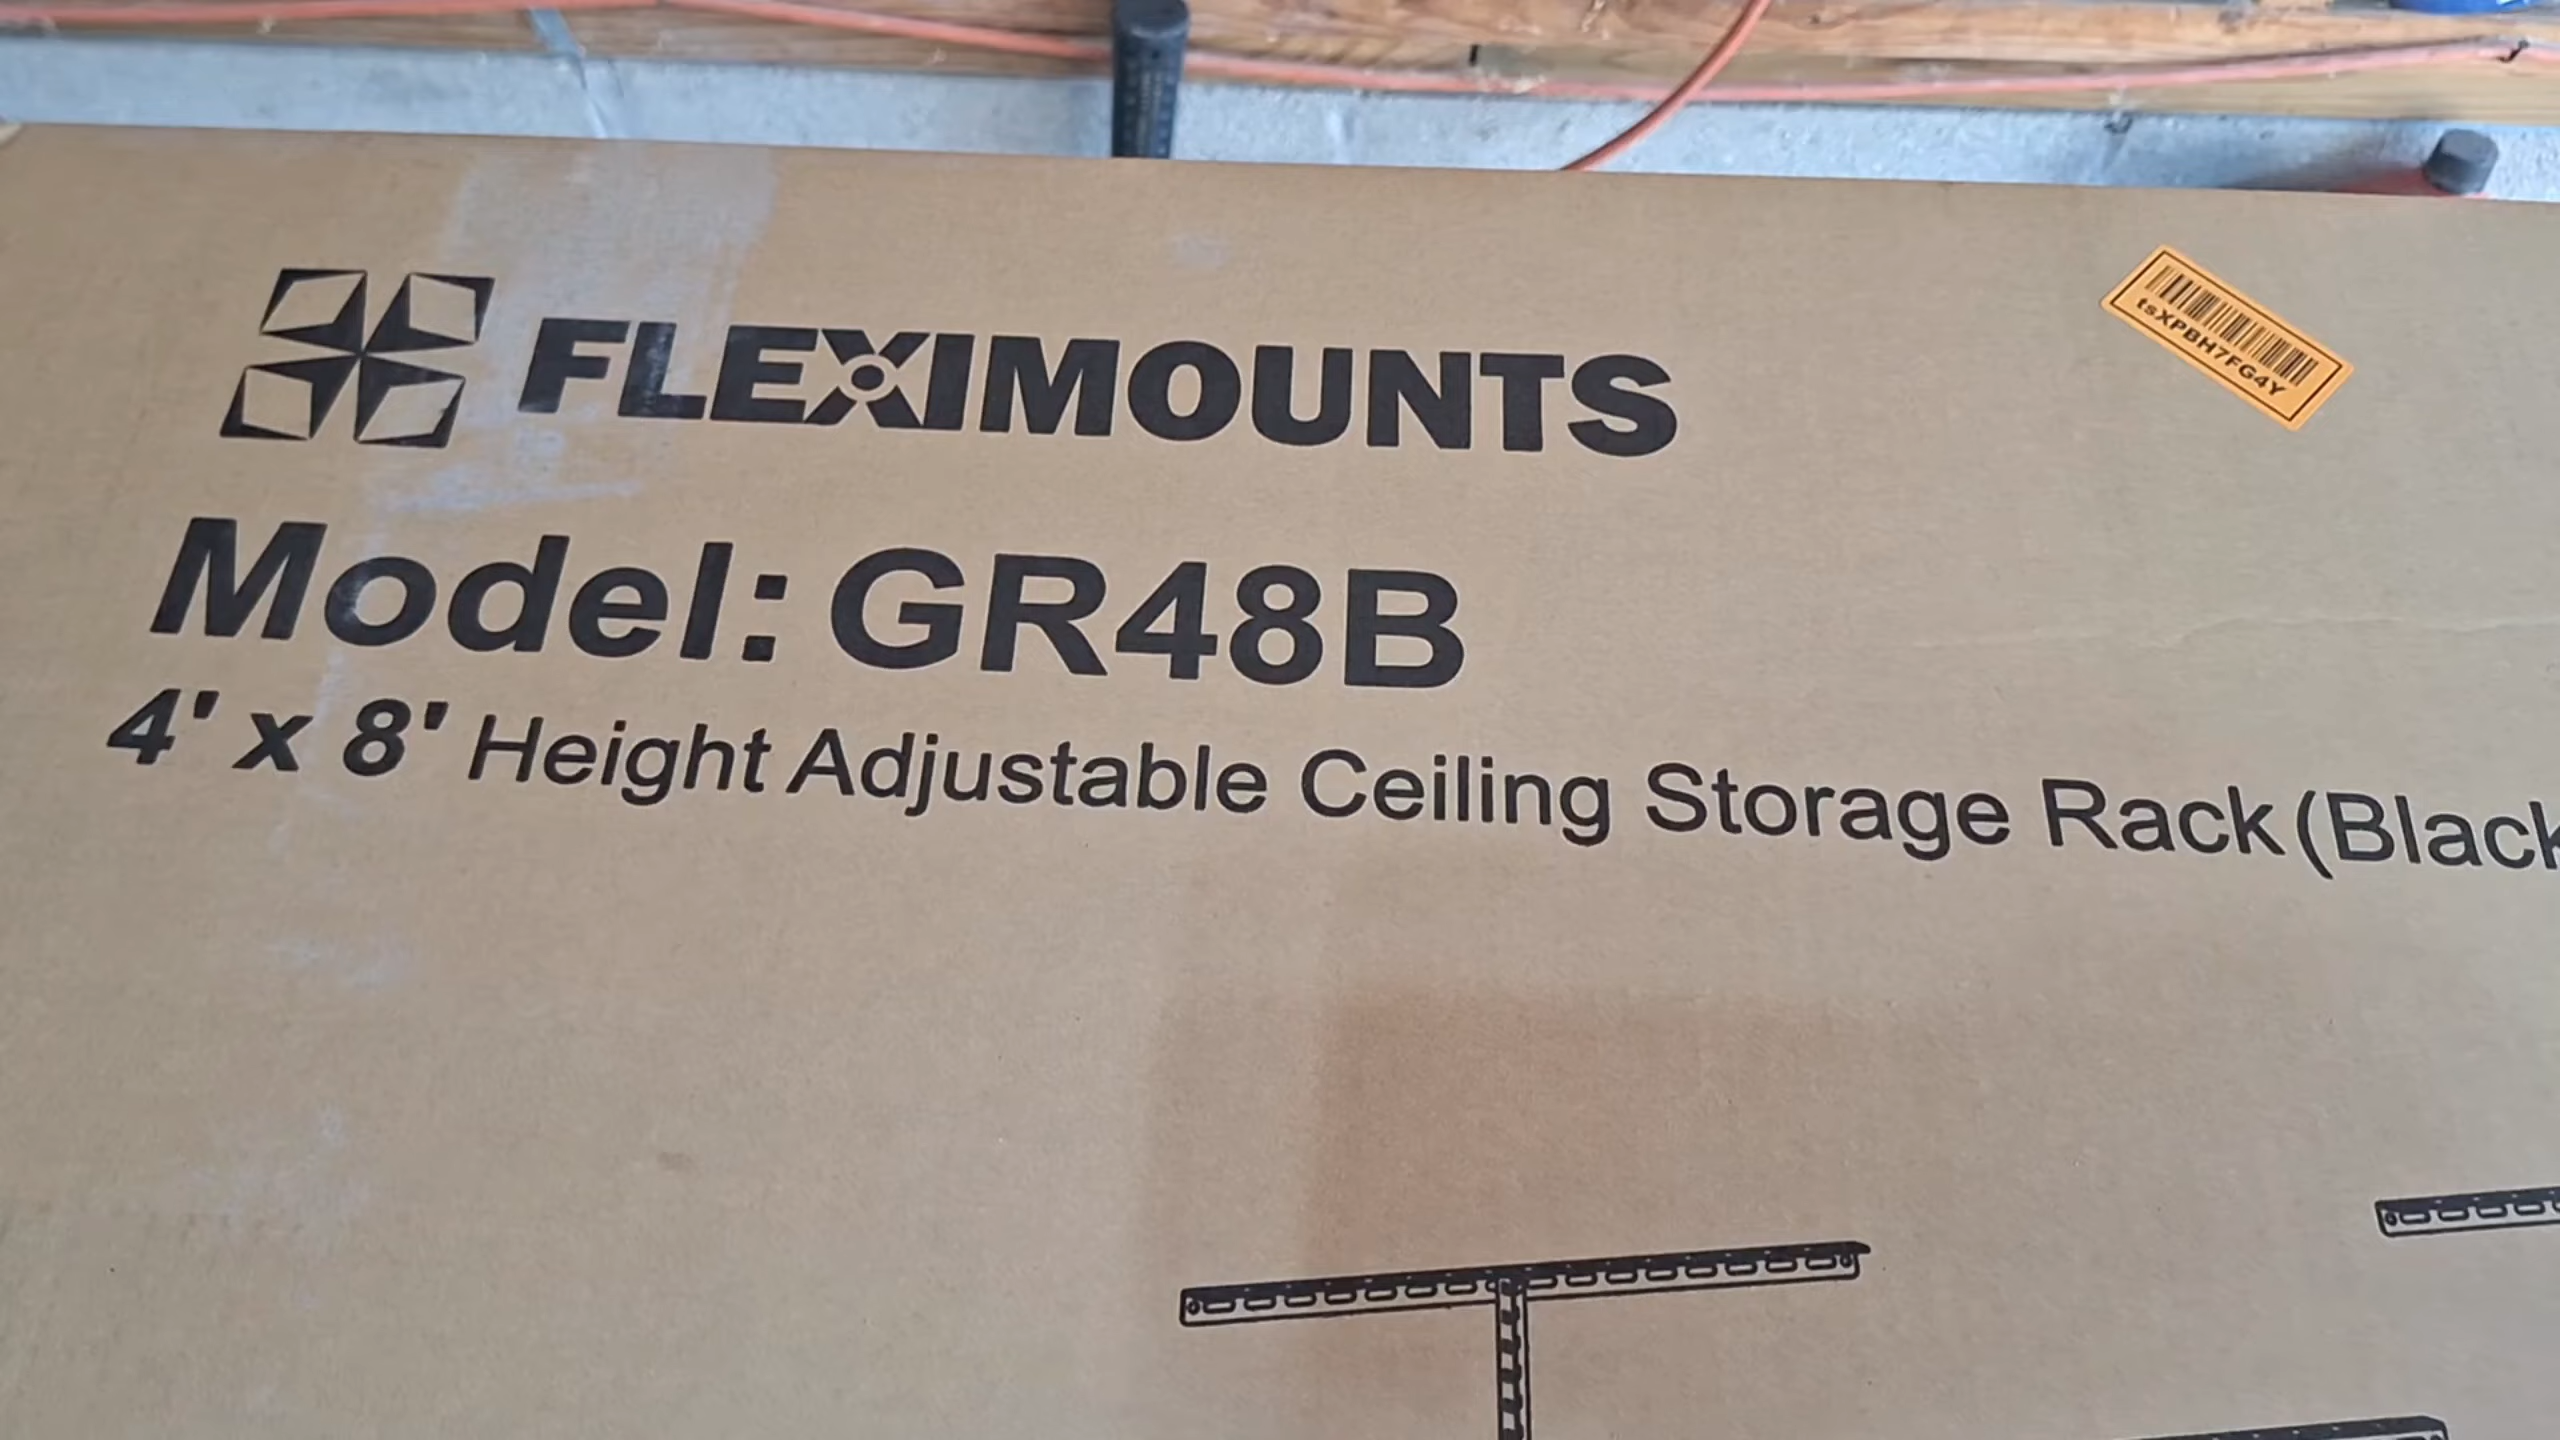 FLEXIMOUNTS
tsXPBH7FG4Y
Model: GR48B
4' x 8' Height Adjustable Ceiling Storage Rack (Black